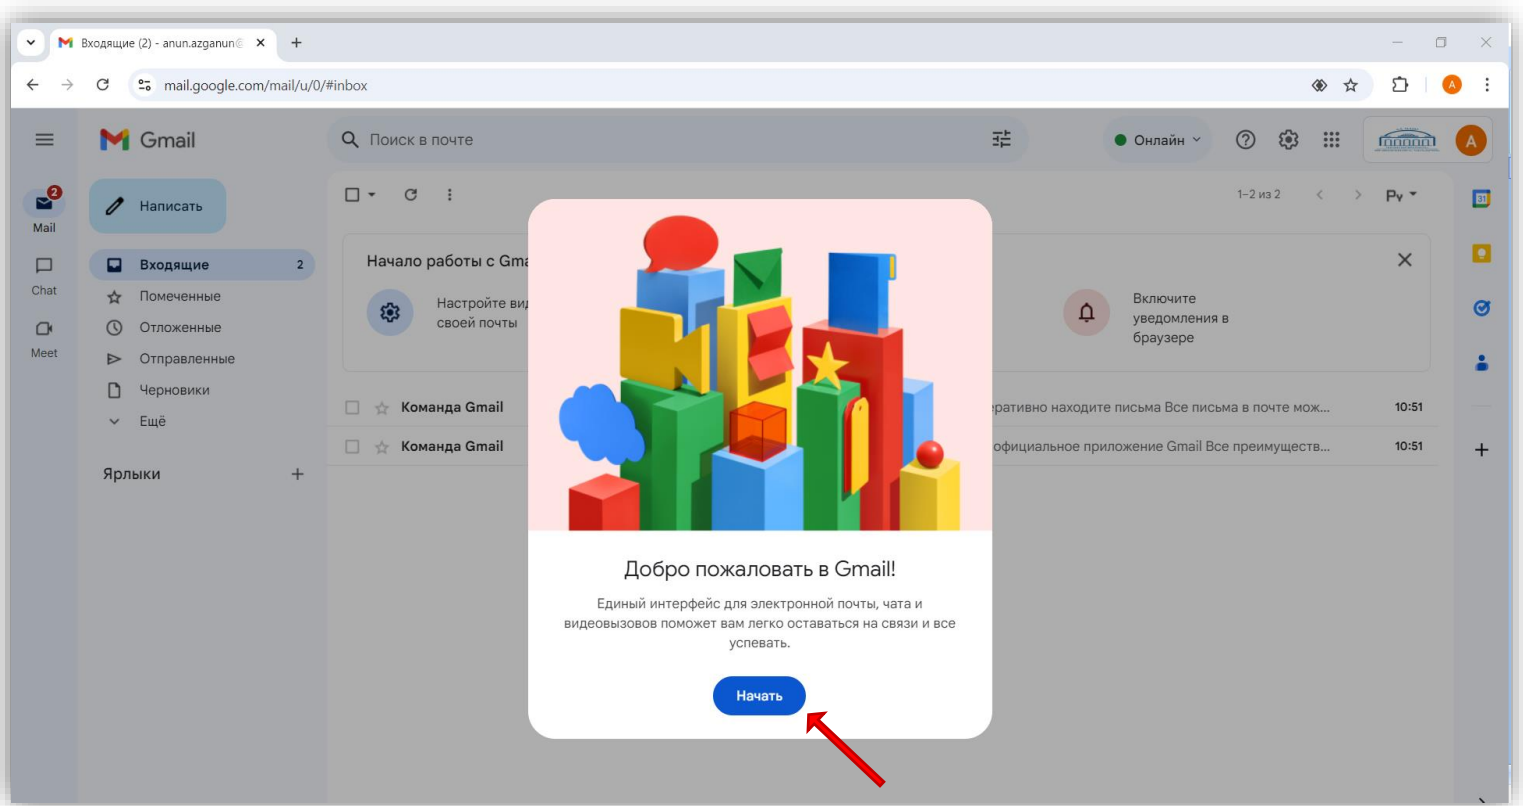 Входящие (2) - anun.azganun@
mail.google.com/mail/u/0/#inbox
A
Gmail
Поиск в почте
Онлайн
A
2
Mail
Написать
1–2 из 2
Ру
31
Входящие 2
Начало работы с Gma
Chat
Помеченные
Настройте вид
своей почты
Включите
уведомления в
браузере
Отложенные
Meet
Отправленные
Черновики
Ещё
Команда Gmail
еративно находите письма Все письма в почте мож...
10:51
Команда Gmail
официальное приложение Gmail Все преимуществ...
10:51
Ярлыки
Добро пожаловать в Gmail!
Единый интерфейс для электронной почты, чата и
видеовызовов поможет вам легко оставаться на связи и все
успевать.
Начать